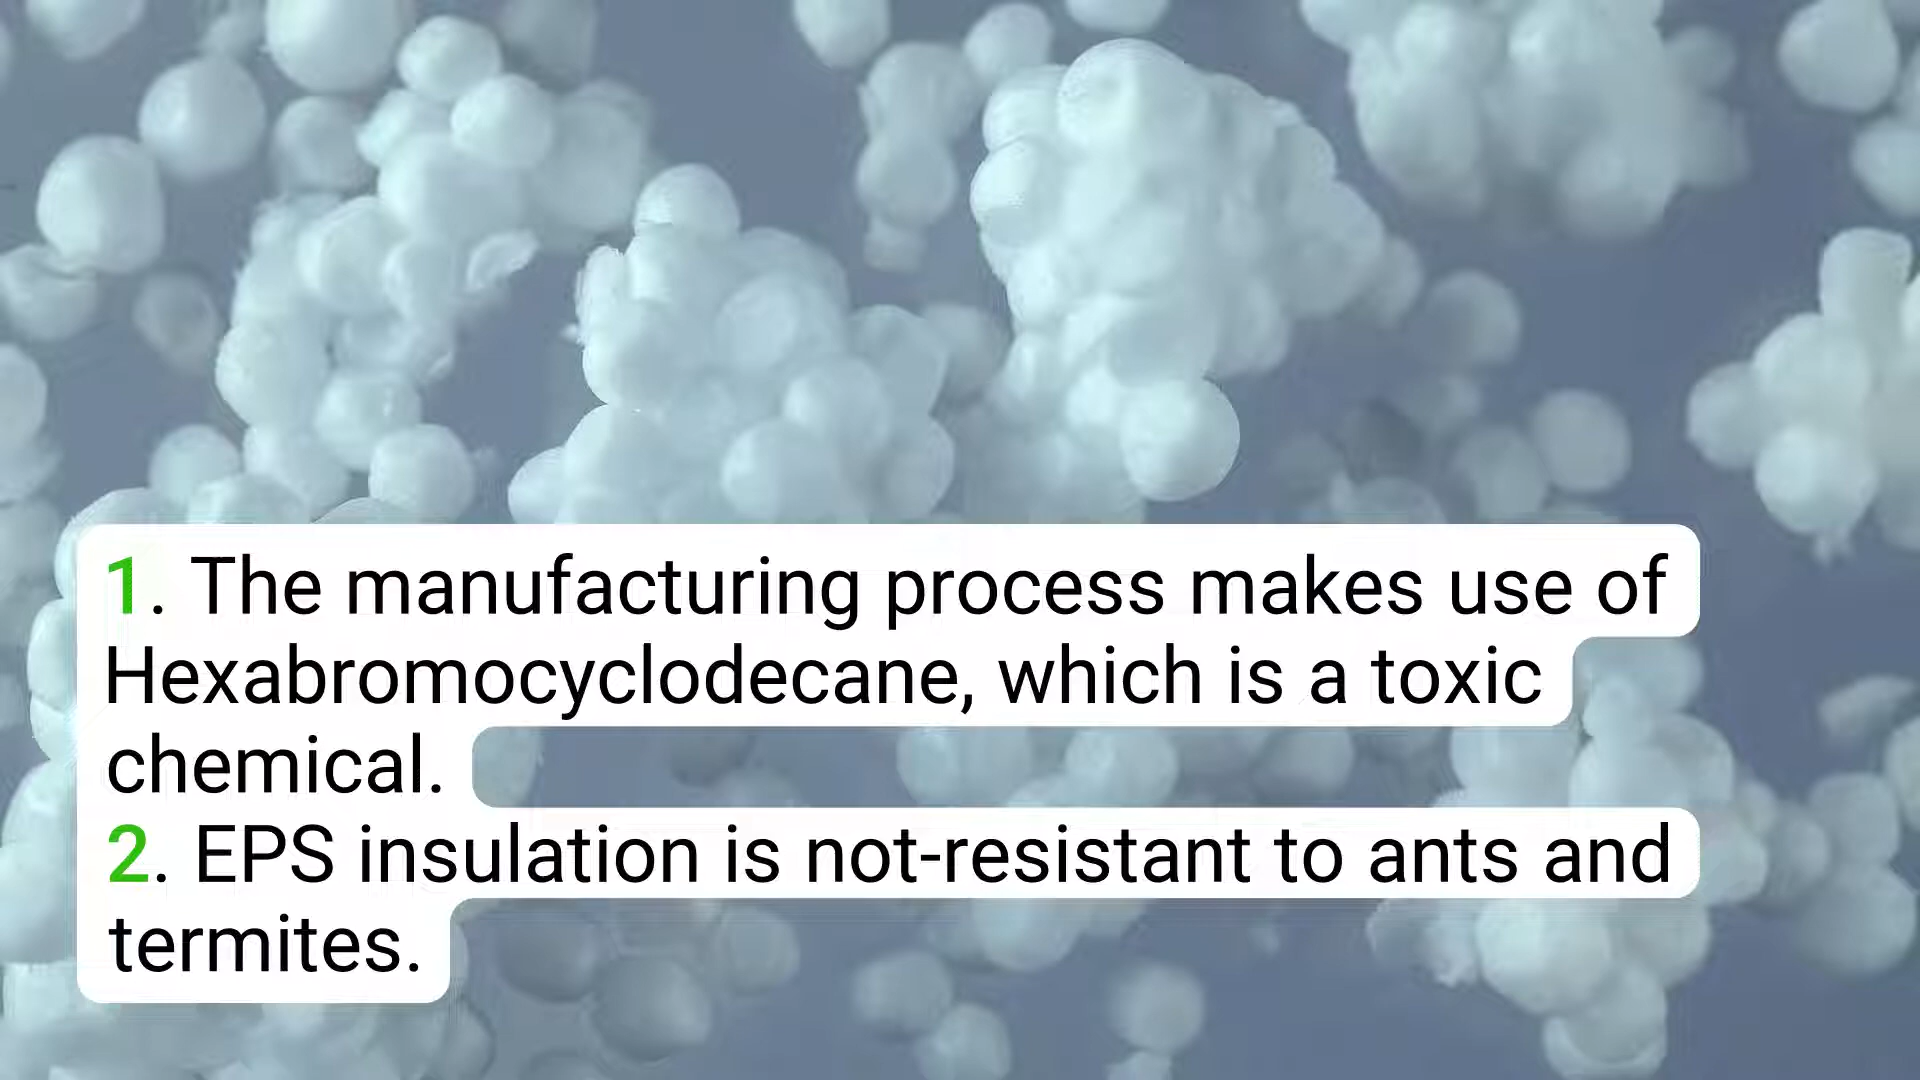 1. The manufacturing process makes use of
Hexabromocyclodecane, which is a toxic
chemical.
2. EPS insulation is not-resistant to ants and
termites.